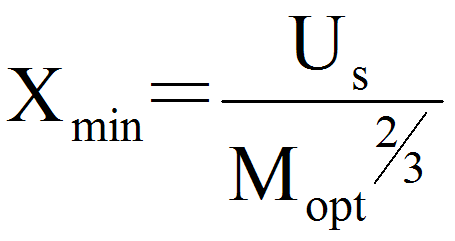 X_min = U_s / M_opt^(2/3)